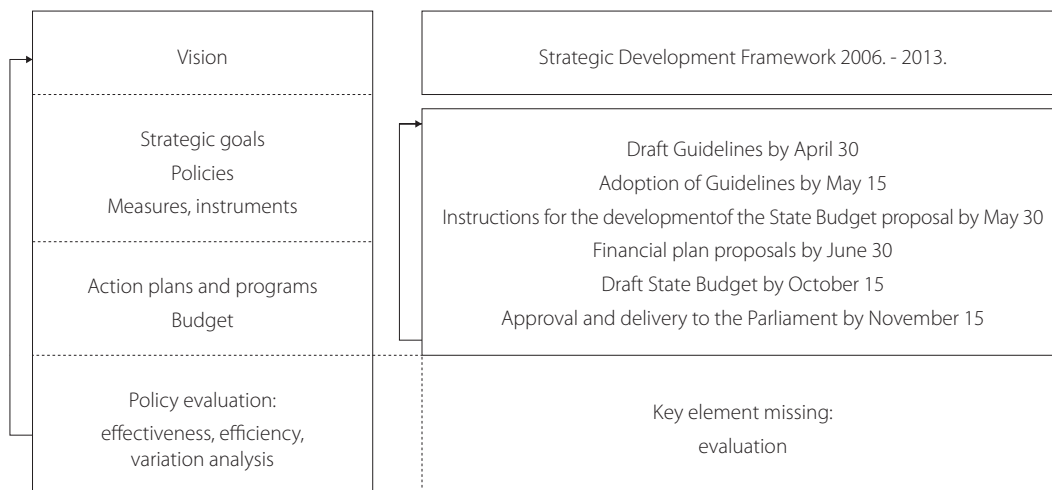 Vision
Strategic goals
Policies
Measures, instruments
Action plans and programs
Budget
Policy evaluation:
effectiveness, efficiency,
variation analysis
Strategic Development Framework 2006. - 2013.
Draft Guidelines by April 30
Adoption of Guidelines by May 15
Instructions for the developmentof the State Budget proposal by May 30
Financial plan proposals by June 30
Draft State Budget by October 15
Approval and delivery to the Parliament by November 15
Key element missing:
evaluation